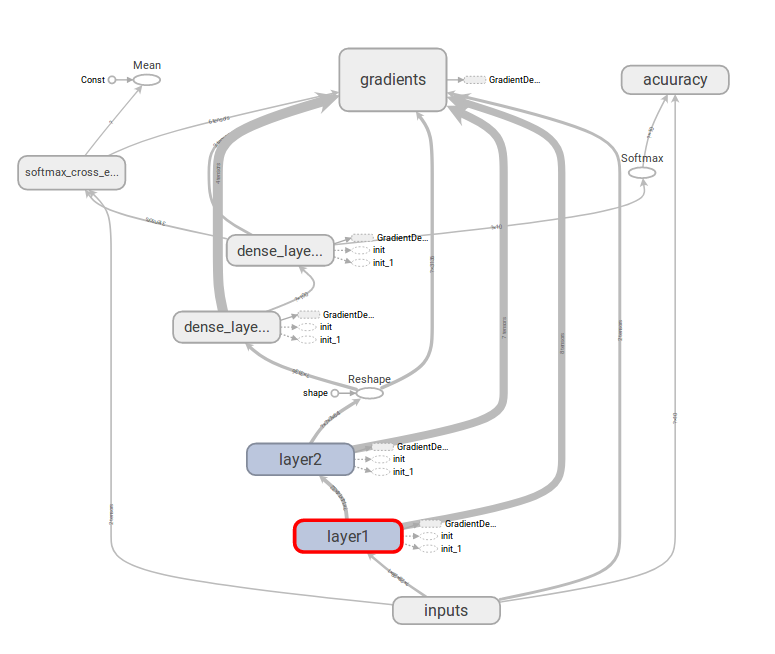 Mean
Const
gradients
GradientDe...
acuuracy
Softmax
softmax_cross_e...
dense_laye...
GradientDe...
init
init_1
dense_laye...
GradientDe...
init
init_1
Reshape
shape
layer2
GradientDe...
init
init_1
layer1
GradientDe...
init
init_1
inputs